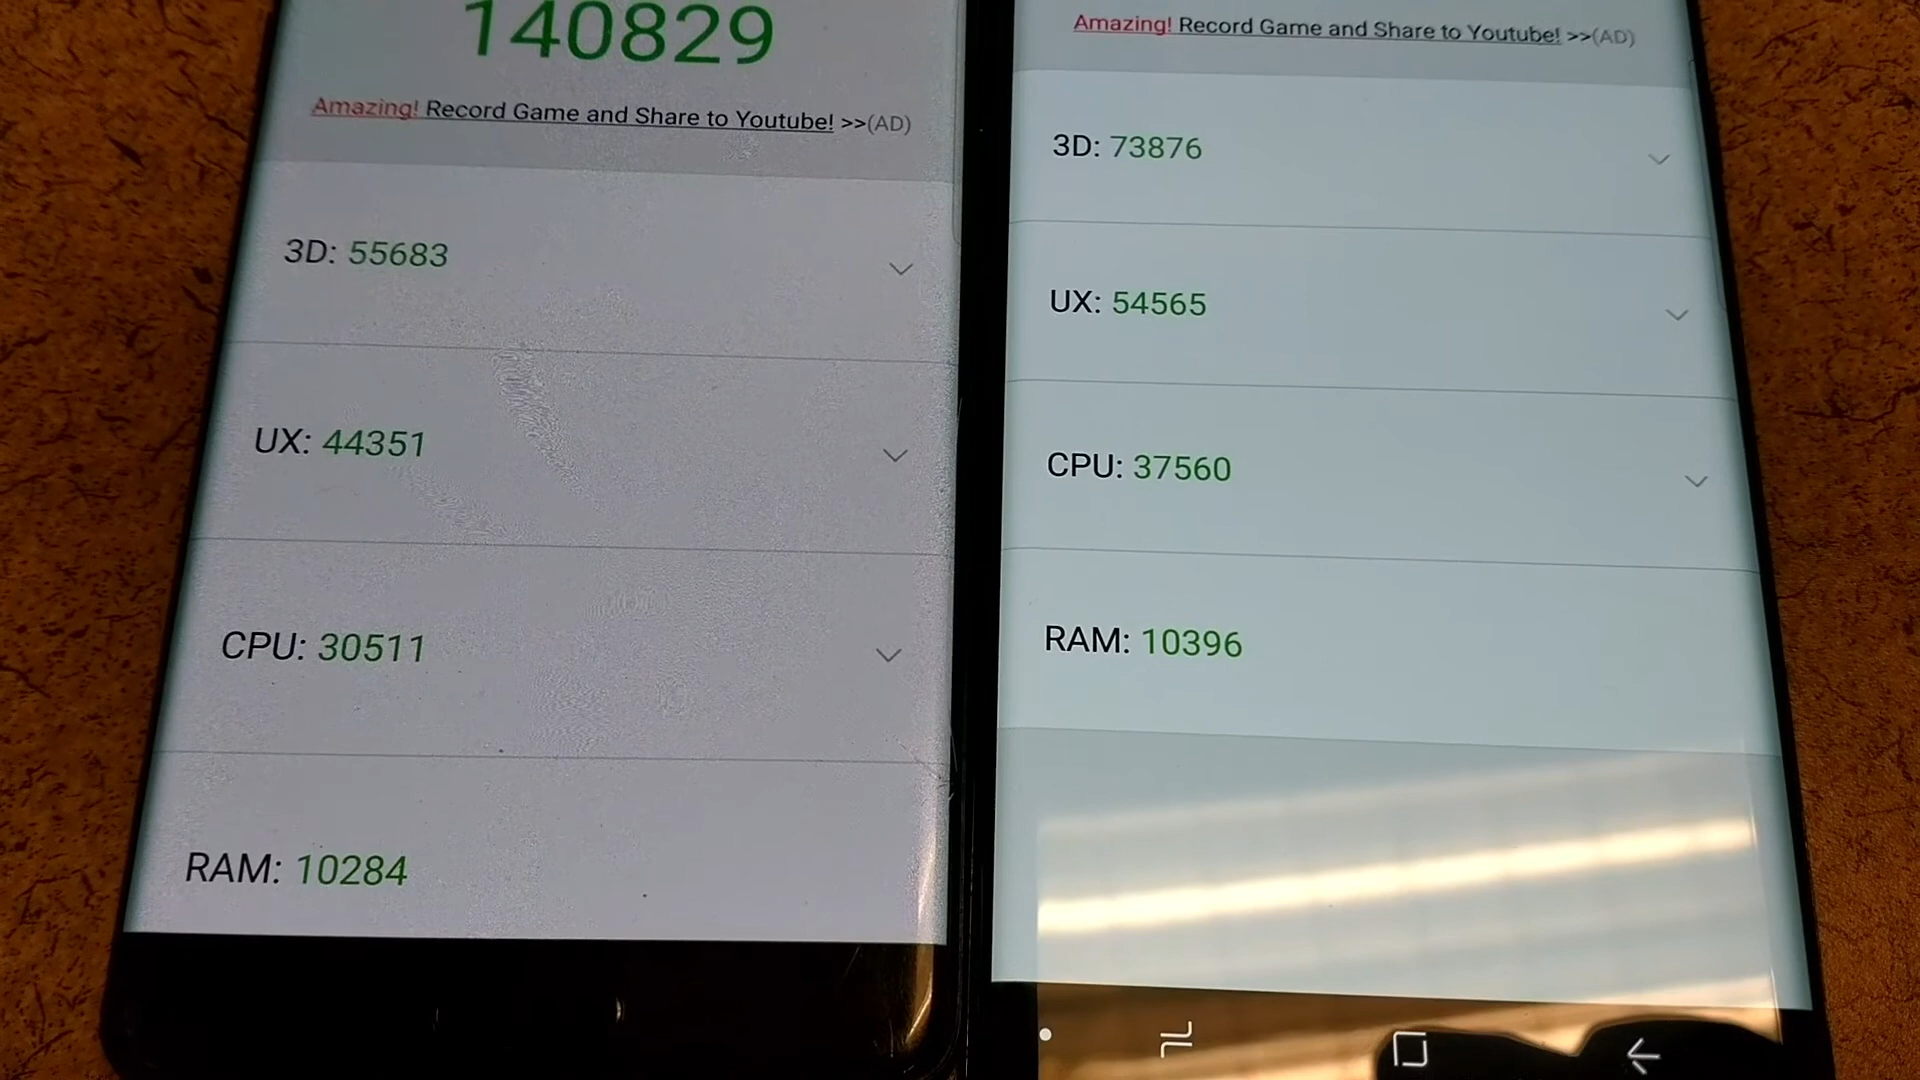 140829
Amazing! Record Game and Share to Youtube! >>(AD)
3D: 55683
UX: 44351
CPU: 30511
RAM: 10284
Amazing! Record Game and Share to Youtube! >>(AD)
3D: 73876
UX: 54565
CPU: 37560
RAM: 10396